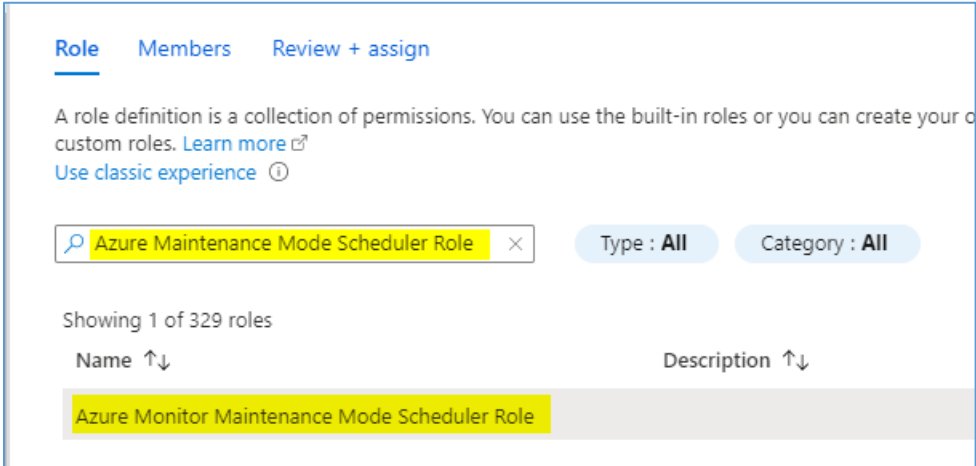 Role Members Review + assign
A role definition is a collection of permissions. You can use the built-in roles or you can create your
custom roles. Learn more
Use classic experience
Azure Maintenance Mode Scheduler Role Type : All Category : All
Showing 1 of 329 roles
Name ↑↓ Description ↑↓
Azure Monitor Maintenance Mode Scheduler Role